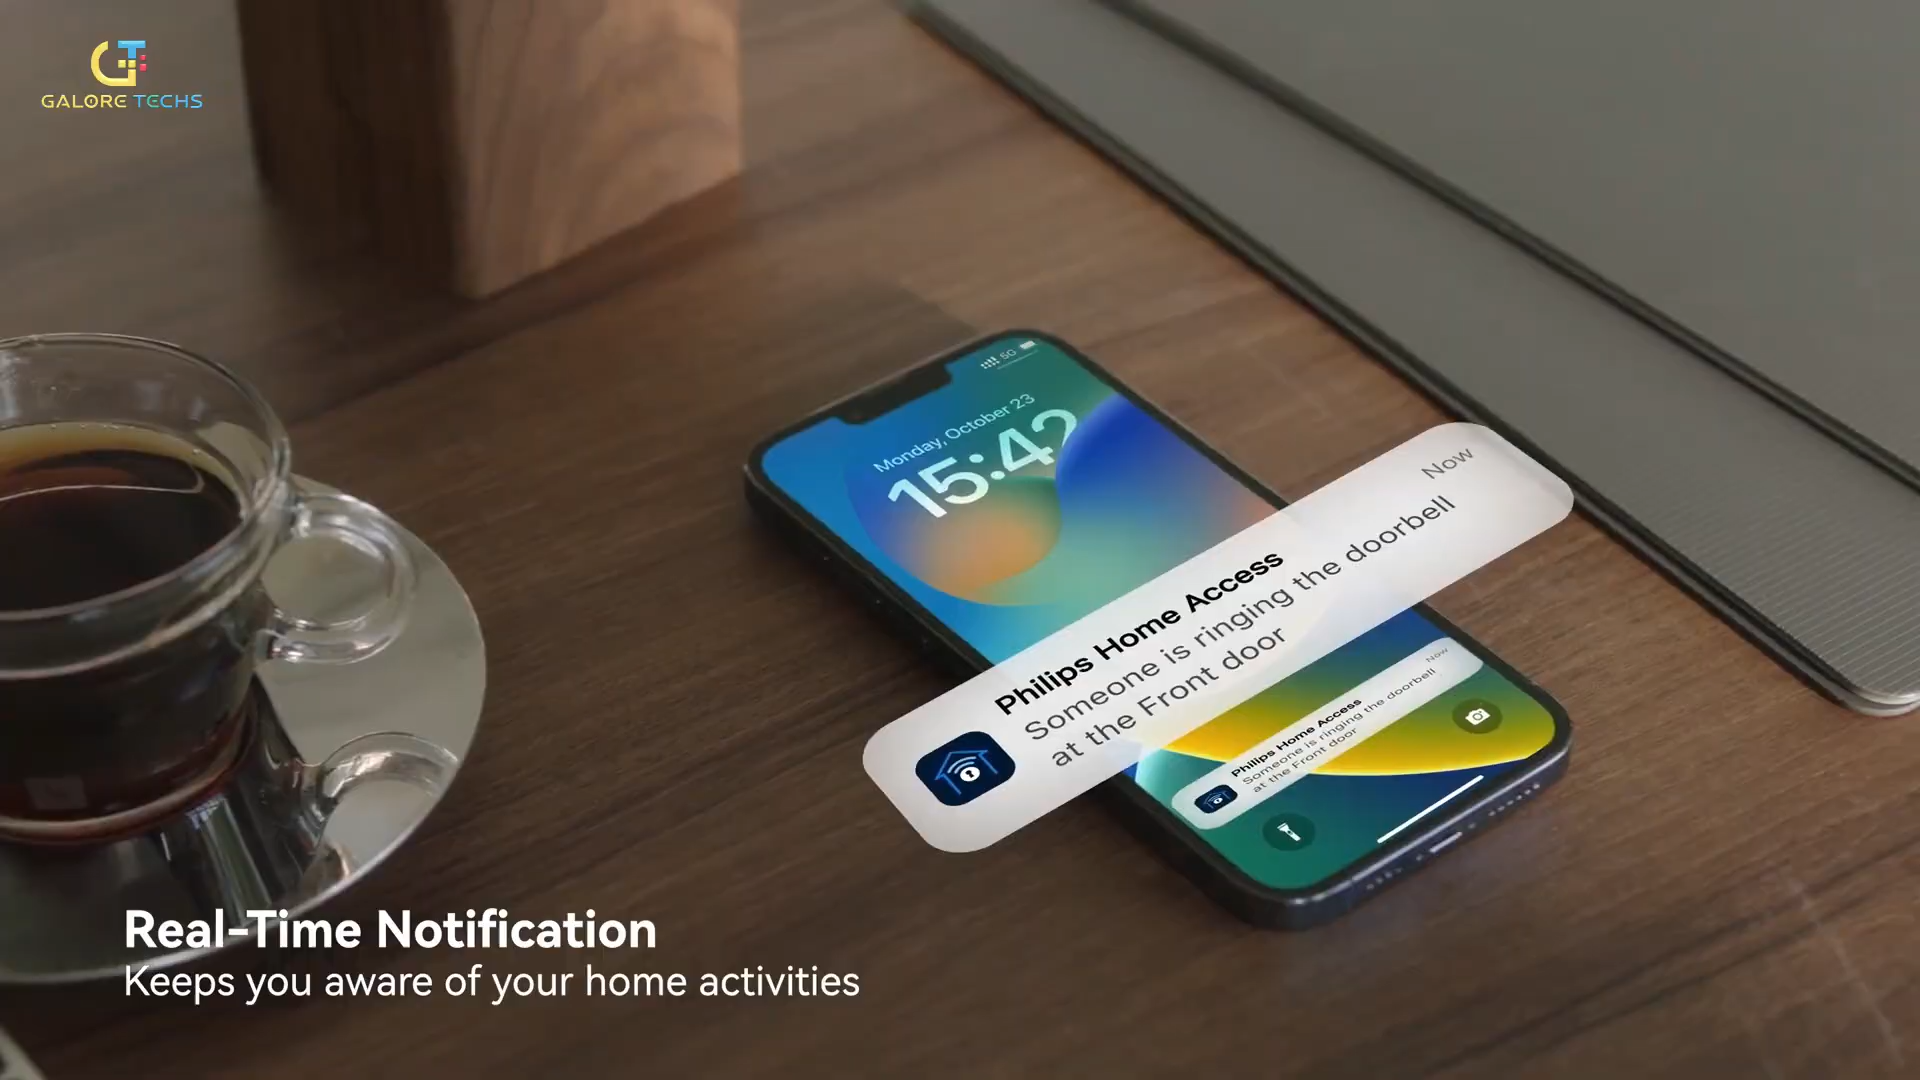 GALORE TECHS
5G
Monday, October 23
15:42
Now
Philips Home Access
Someone is ringing the doorbell
at the Front door
Now
Philips Home Access
Someone is ringing the doorbell
at the Front door
Real-Time Notification
Keeps you aware of your home activities